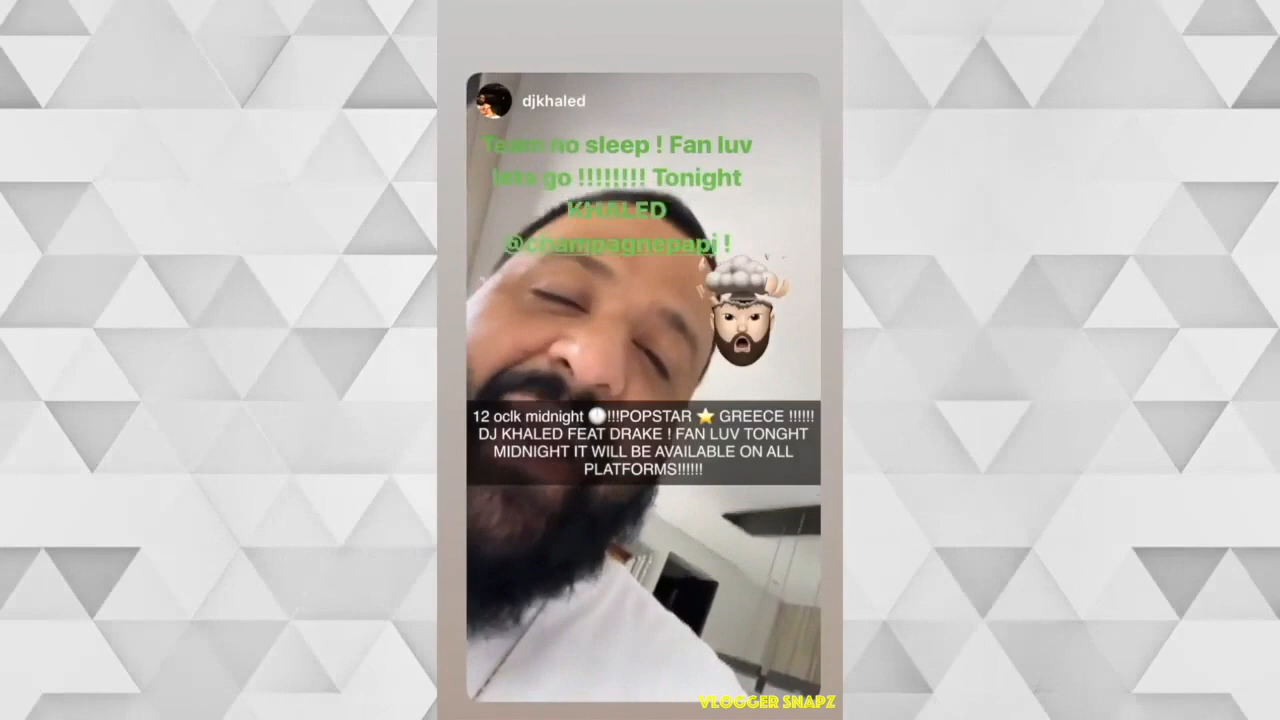 djkhaled
Team no sleep ! Fan luv
lets go !!!!!!!! Tonight
KHALED
@champagnepapi !
12 oclk midnight 🕛!!!POPSTAR ⭐ GREECE !!!!!!
DJ KHALED FEAT DRAKE ! FAN LUV TONGHT
MIDNIGHT IT WILL BE AVAILABLE ON ALL
PLATFORMS!!!!!!
VLOGGER SNAPZ